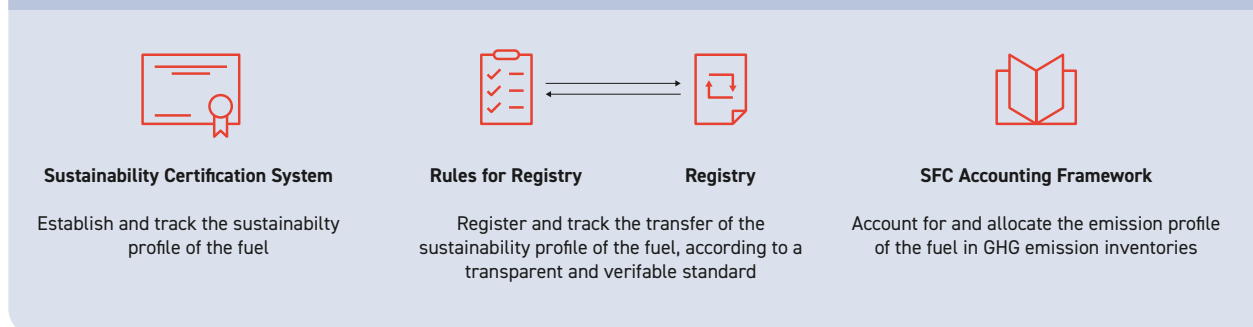 Sustainability Certification System
Establish and track the sustainabilty
profile of the fuel
Rules for Registry
Registry
Register and track the transfer of the
sustainability profile of the fuel, according to a
transparent and verifable standard
SFC Accounting Framework
Account for and allocate the emission profile
of the fuel in GHG emission inventories